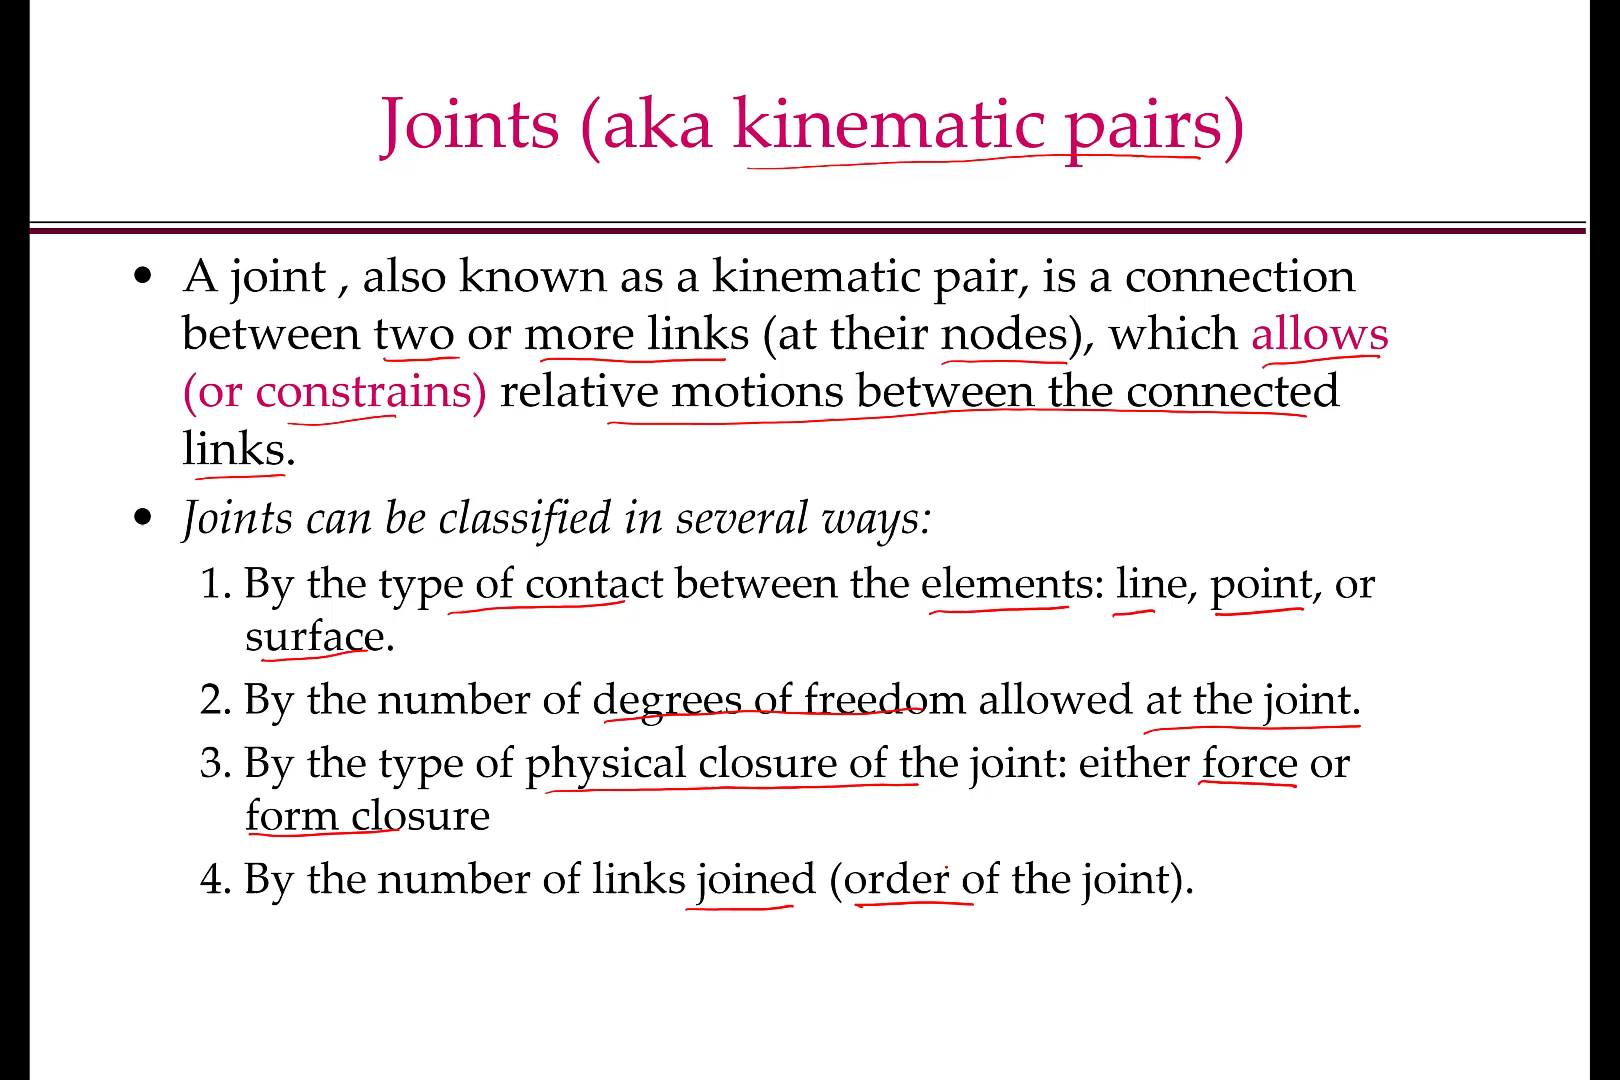 Joints (aka kinematic pairs)
• A joint , also known as a kinematic pair, is a connection
between two or more links (at their nodes), which allows
(or constrains) relative motions between the connected
links.
• Joints can be classified in several ways:
1. By the type of contact between the elements: line, point, or
surface.
2. By the number of degrees of freedom allowed at the joint.
3. By the type of physical closure of the joint: either force or
form closure
4. By the number of links joined (order of the joint).